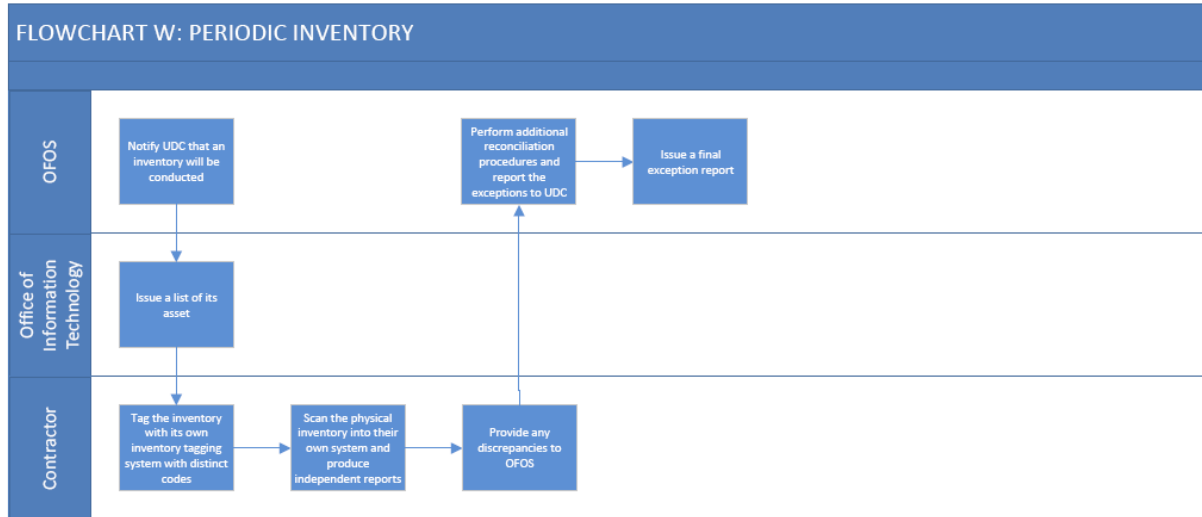 FLOWCHART W: PERIODIC INVENTORY
OFOS
Notify UDC that an
inventory will be
conducted
Perform additional
reconciliation
procedures and
report the
exceptions to UDC
Issue a final
exception report
Office of
Information
Technology
Issue a list of its
asset
Contractor
Tag the inventory
with its own
inventory tagging
system with distinct
codes
Scan the physical
inventory into their
own system and
produce
independent reports
Provide any
discrepancies to
OFOS